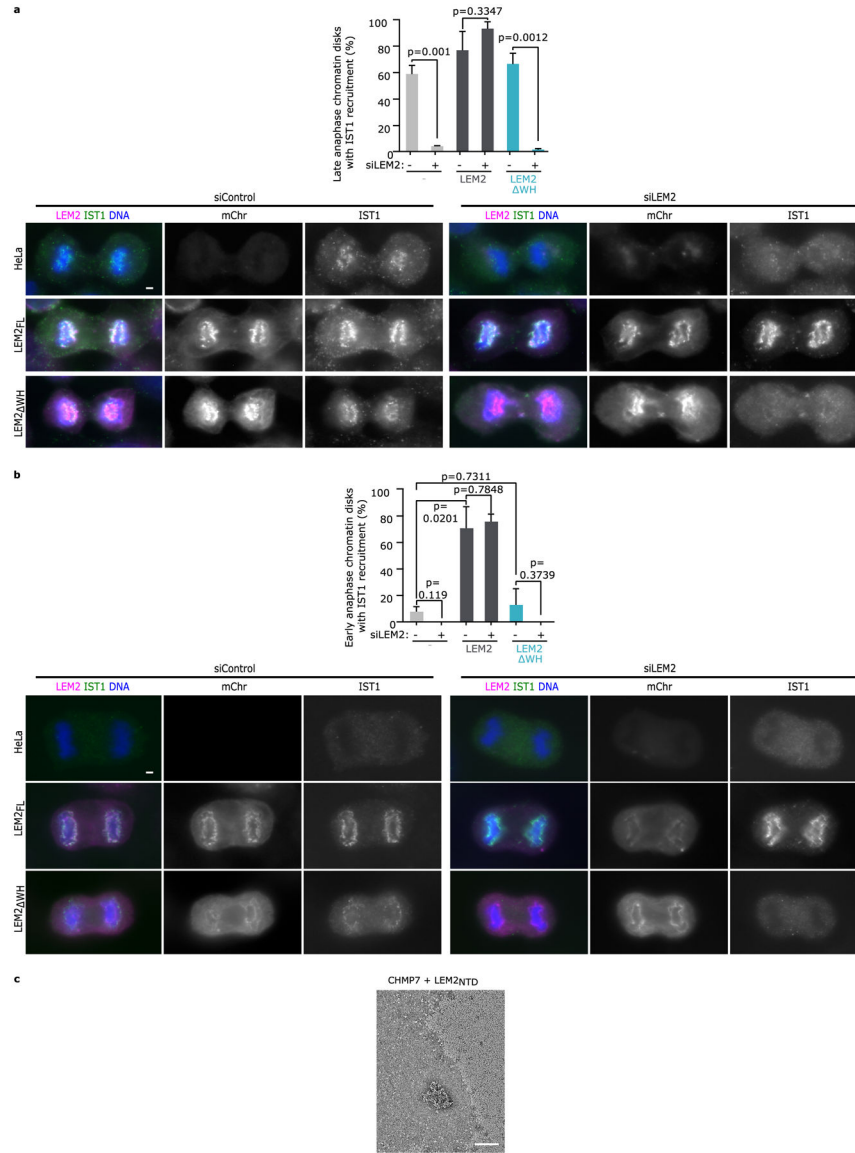 a
Late anaphase chromatin disks
with IST1 recruitment (%)
100
80
60
40
20
0
p=0.001
p=0.3347
p=0.0012
siLEM2: - + - + - +
- LEM2 LEM2
ΔWH
siControl siLEM2
LEM2 IST1 DNA mChr IST1 LEM2 IST1 DNA mChr IST1
HeLa
LEM2FL
LEM2ΔWH
b
Early anaphase chromatin disks
with IST1 recruitment (%)
100
80
60
40
20
0
p=0.7311
p=0.7848
p=
0.0201
p=
0.119
p=
0.3739
siLEM2: - + - + - +
- LEM2 LEM2
ΔWH
siControl siLEM2
LEM2 IST1 DNA mChr IST1 LEM2 IST1 DNA mChr IST1
HeLa
LEM2FL
LEM2ΔWH
c
CHMP7 + LEM2NTD